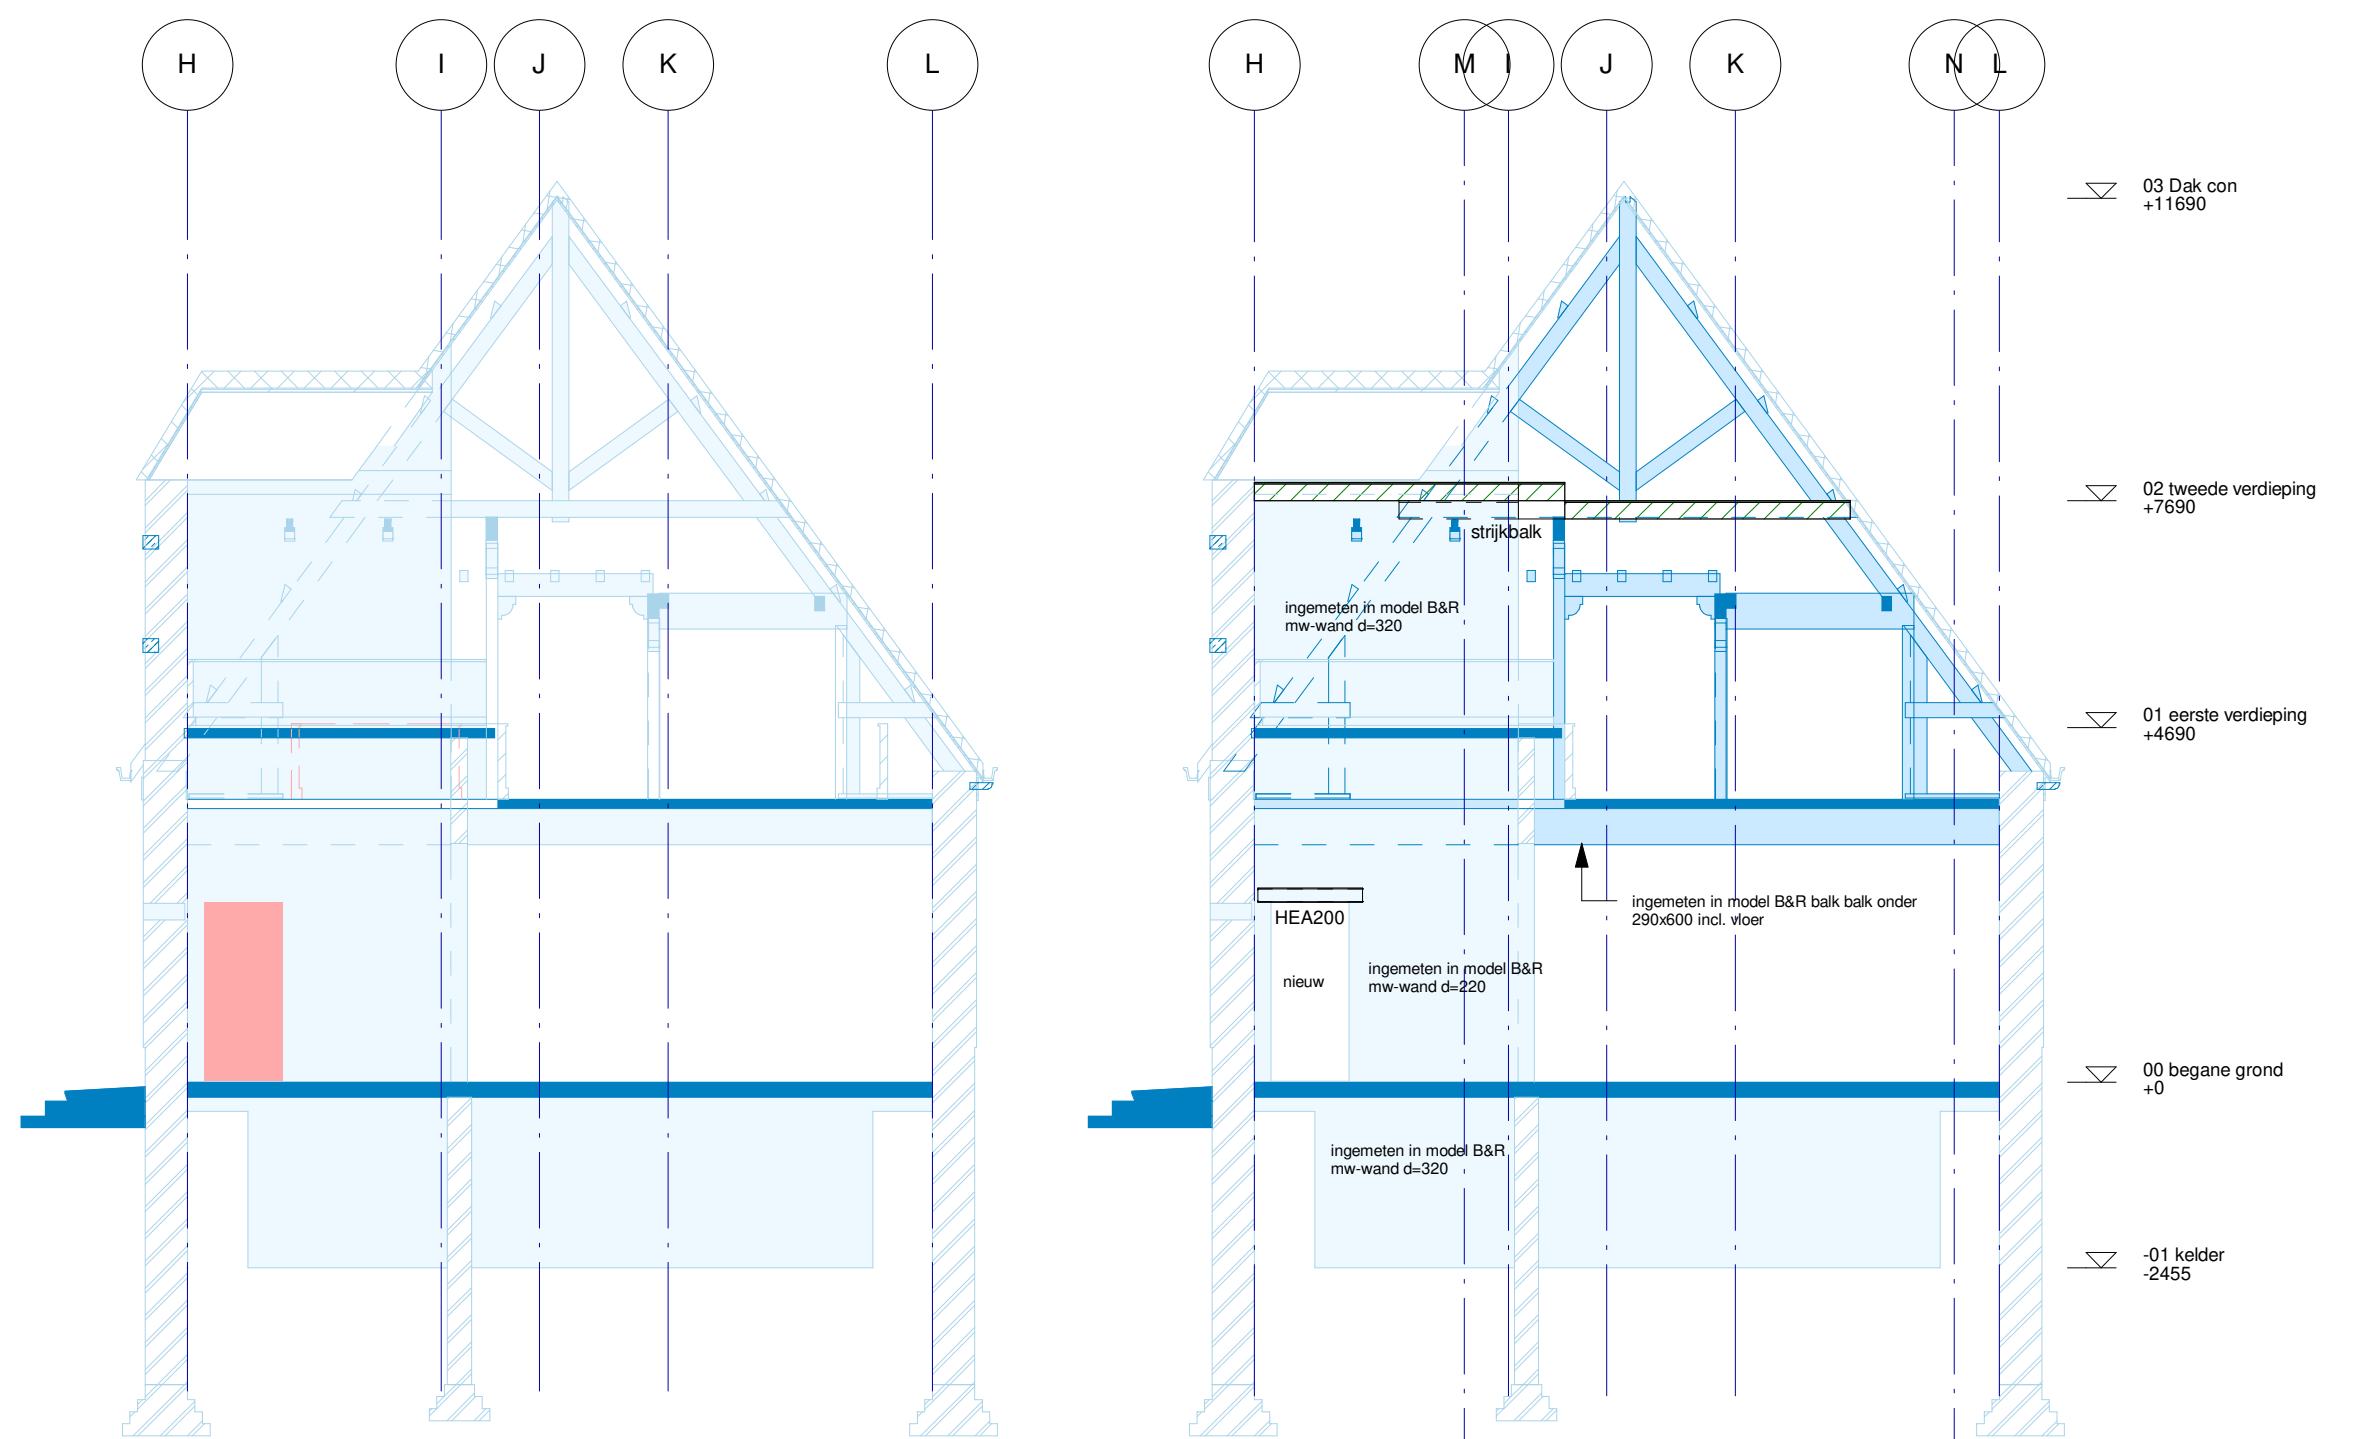 H
I
J
K
L
H
M
I
J
K
N
L
03 Dak con
+11690
02 tweede verdieping
+7690
strijkbalk
ingemeten in model B&R
mw-wand d=320
01 eerste verdieping
+4690
ingemeten in model B&R balk balk onder
290x600 incl. vloer
HEA200
ingemeten in model B&R
mw-wand d=220
nieuw
00 begane grond
+0
ingemeten in model B&R
mw-wand d=320
-01 kelder
-2455